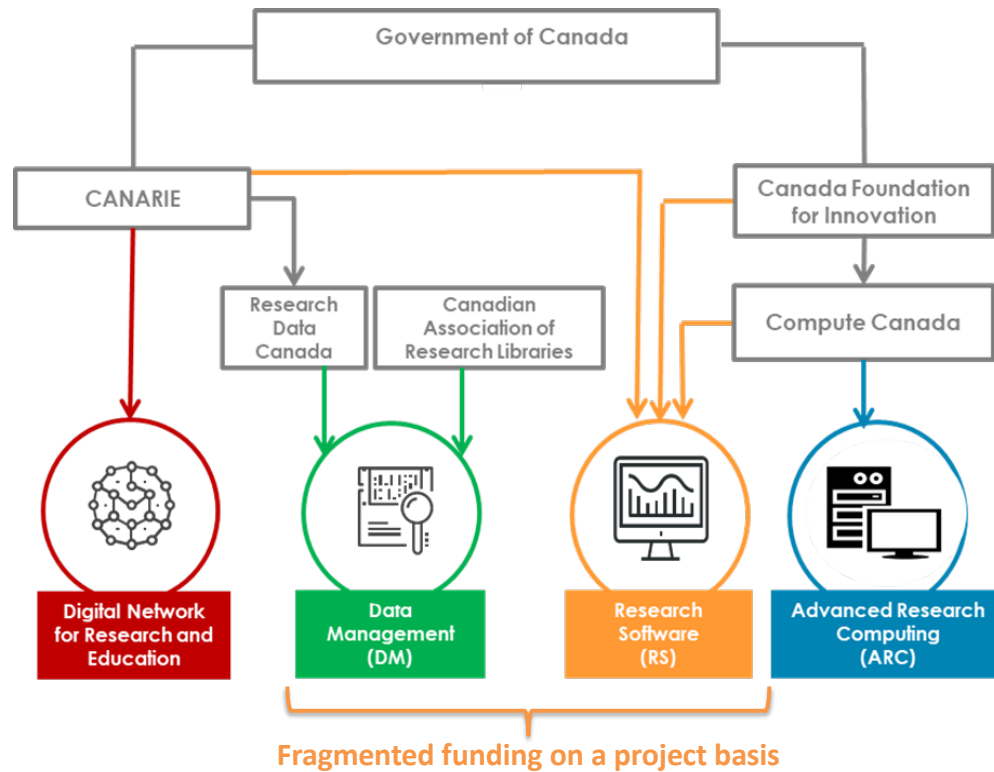 Government of Canada
CANARIE
Canada Foundation
for Innovation
Research
Data
Canada
Canadian
Association of
Research Libraries
Compute Canada
Digital Network
for Research and
Education
Data
Management
(DM)
Research
Software
(RS)
Advanced Research
Computing
(ARC)
Fragmented funding on a project basis